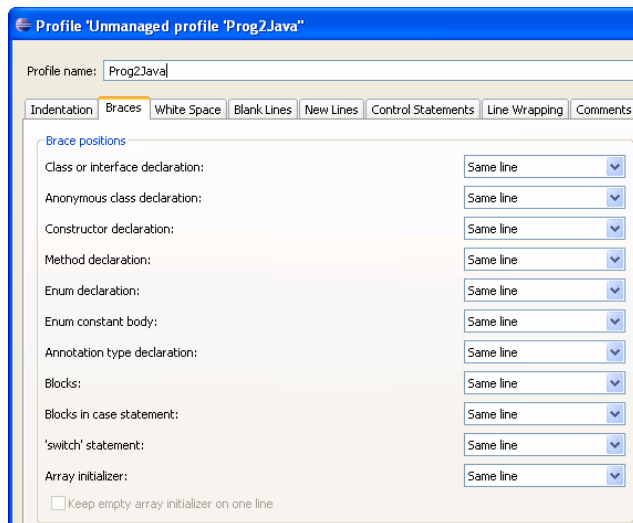 Profile 'Unmanaged profile 'Prog2Java''
Profile name: Prog2Java
Indentation Braces White Space Blank Lines New Lines Control Statements Line Wrapping Comments
Brace positions
Class or interface declaration: Same line
Anonymous class declaration: Same line
Constructor declaration: Same line
Method declaration: Same line
Enum declaration: Same line
Enum constant body: Same line
Annotation type declaration: Same line
Blocks: Same line
Blocks in case statement: Same line
'switch' statement: Same line
Array initializer: Same line
Keep empty array initializer on one line